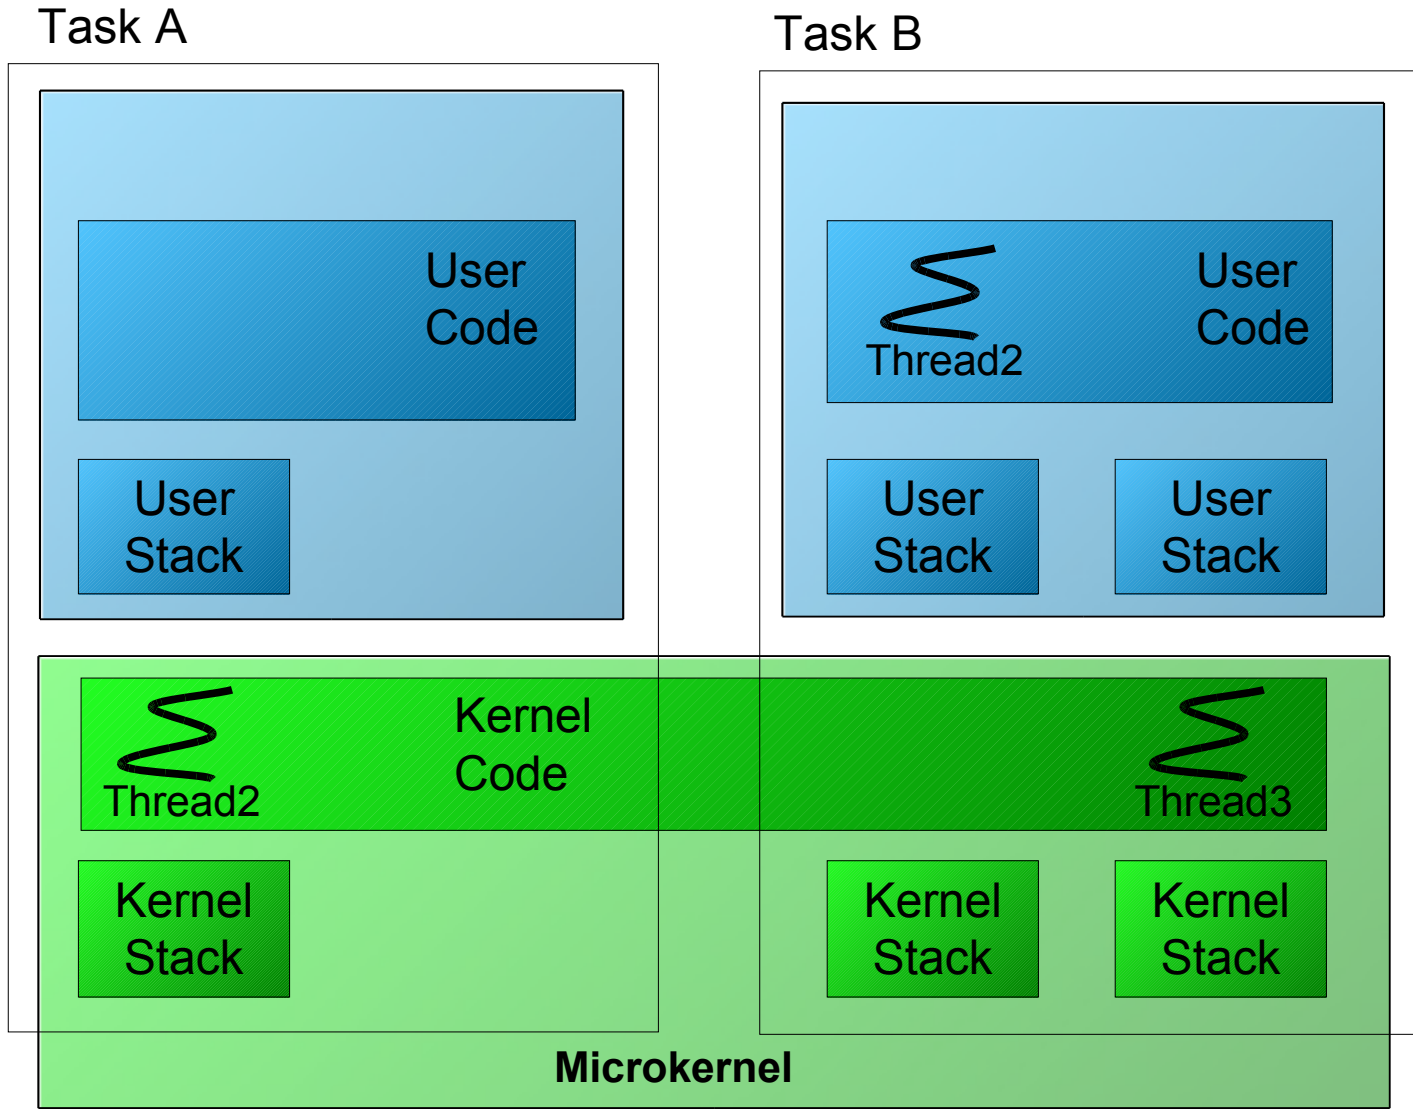 Task A
Task B
User
Code
User
Stack
Thread2
User
Code
User
Stack
User
Stack
Thread2
Kernel
Code
Thread3
Kernel
Stack
Kernel
Stack
Kernel
Stack
Microkernel